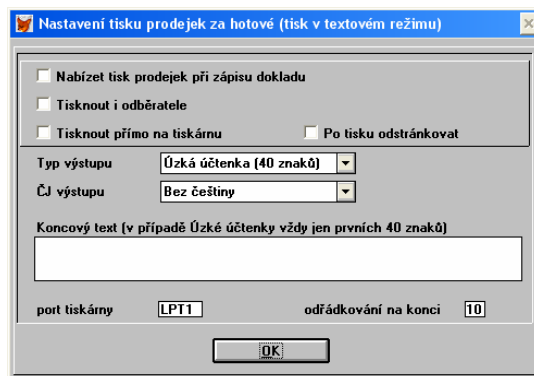 Nastavení tisku prodejek za hotové (tisk v textovém režimu)
Nabízet tisk prodejek při zápisu dokladu
Tisknout i odběratele
Tisknout přímo na tiskárnu Po tisku odstránkovat
Typ výstupu Úzká účtenka (40 znaků)
ČJ výstupu Bez češtiny
Koncový text (v případě Úzké účtenky vždy jen prvních 40 znaků)
port tiskárny LPT1 odřádkování na konci 10
OK